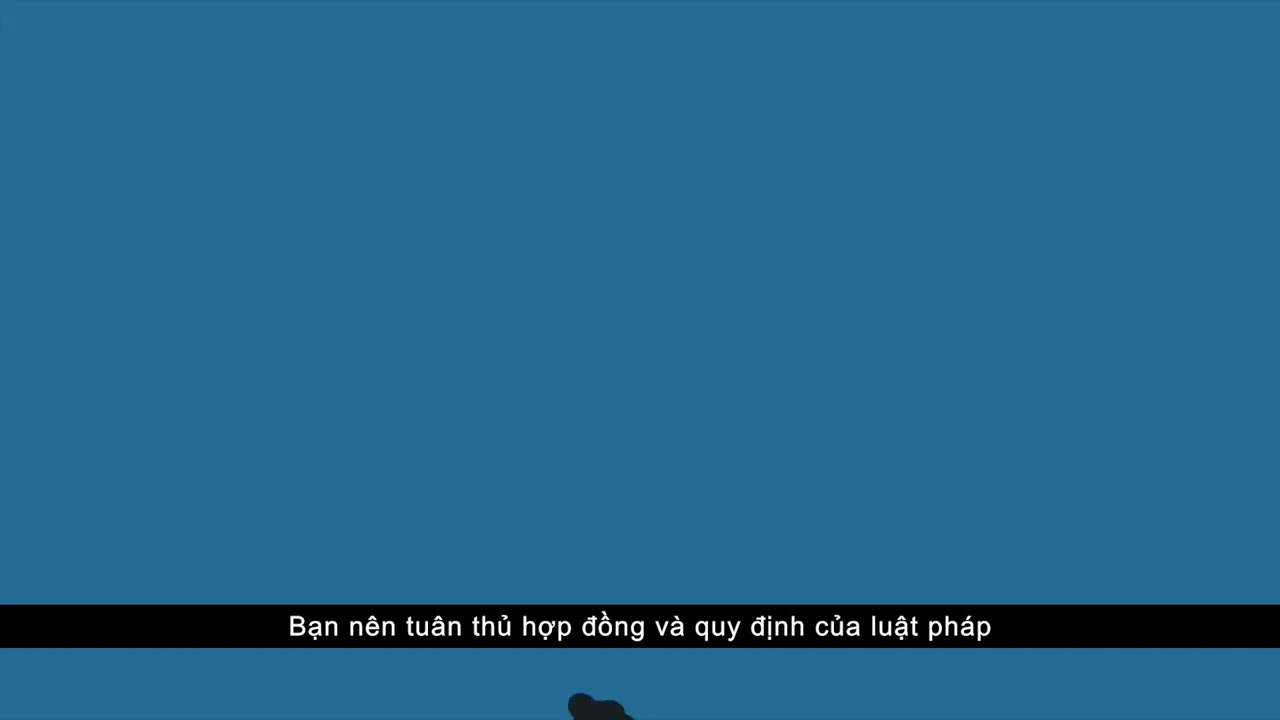 Bạn nên tuân thủ hợp đồng và quy định của luật pháp